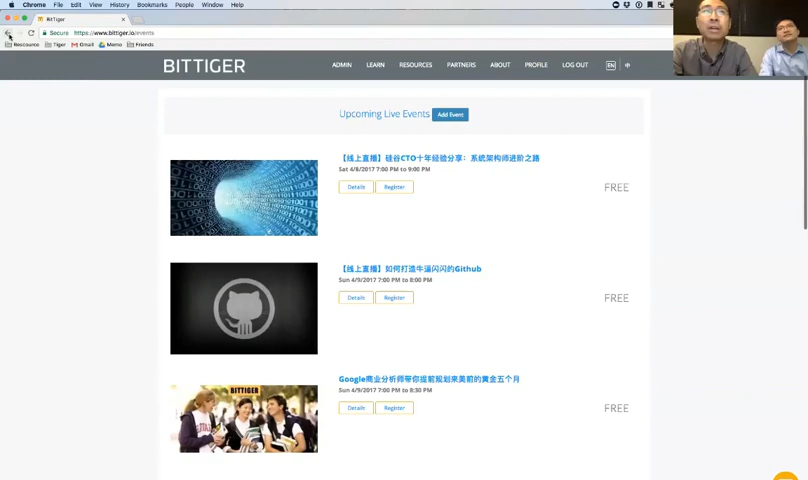 Chrome File Edit View History Bookmarks People Window Help
BitTiger
Secure https://www.bittiger.io/events
Rescource Tiger Gmail Memo Friends
BITTIGER ADMIN LEARN RESOURCES PARTNERS ABOUT PROFILE LOG OUT EN 中
Upcoming Live Events Add Event
【线上直播】硅谷CTO十年经验分享：系统架构师进阶之路
Sat 4/8/2017 7:00 PM to 9:00 PM
Details Register FREE
【线上直播】如何打造牛逼闪闪的Github
Sun 4/9/2017 7:00 PM to 8:00 PM
Details Register FREE
BITTIGER
Google商业分析师带你提前规划来美前的黄金五个月
Sun 4/9/2017 7:00 PM to 8:30 PM
Details Register FREE